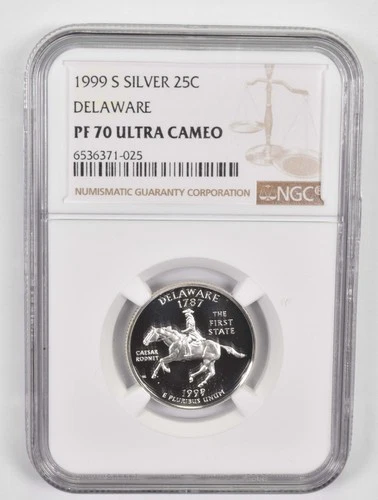 1999 S SILVER 25C
DELAWARE
PF 70 ULTRA CAMEO
6536371-025
NUMISMATIC GUARANTY CORPORATION
NGC
DELAWARE
1787
THE
FIRST
STATE
CAESAR
RODNEY
1999
E PLURIBUS UNUM